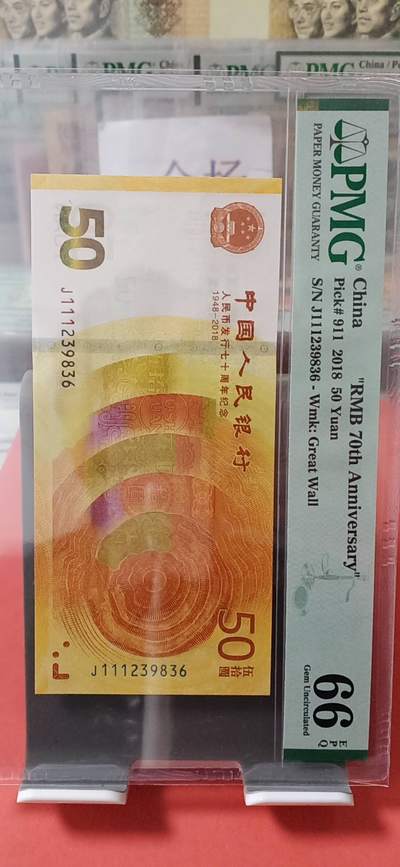 PMG
China / P
PMG®
PAPER MONEY GUARANTY
China
Pick# 911 2018 50 Yuan
S/N J111239836 - Wmk: Great Wall
"RMB 70th Anniversary"
66 EPQ
Gem Uncirculated
中国人民银行
人民币发行七十周年纪念
1948-2018
50
J111239836
50
伍拾圆
J111239836